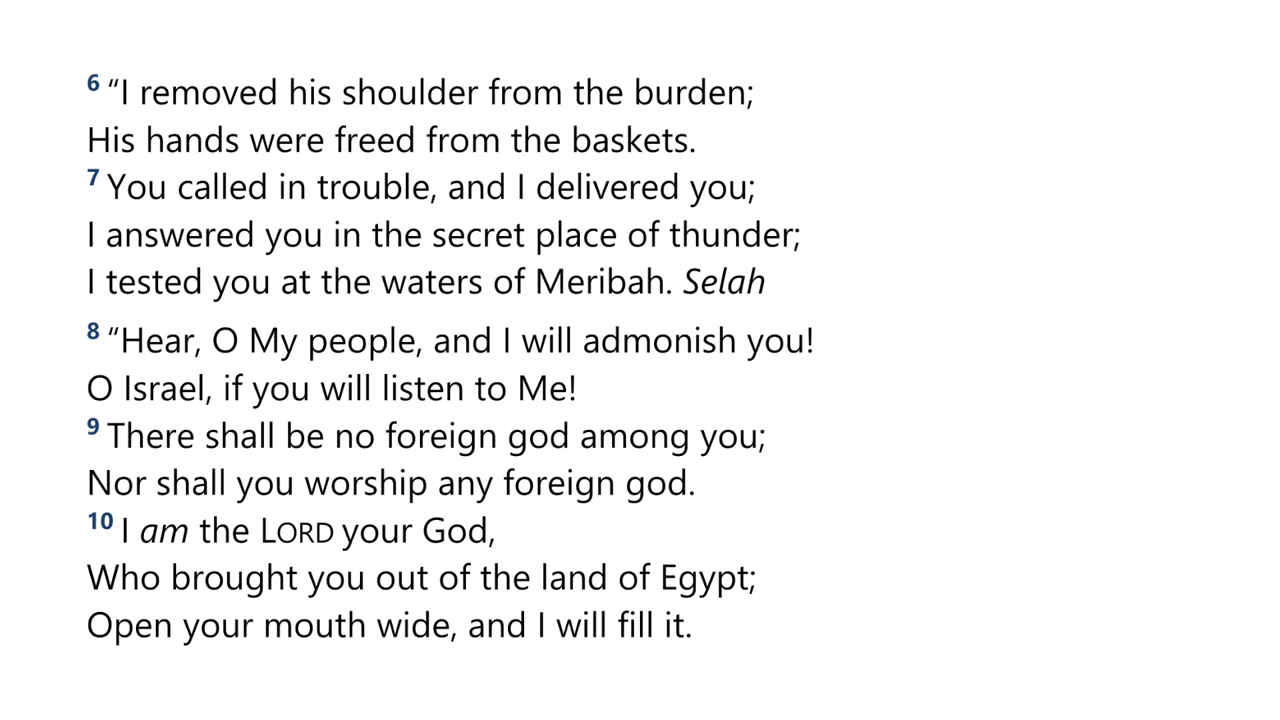 6 “I removed his shoulder from the burden;
His hands were freed from the baskets.
7 You called in trouble, and I delivered you;
I answered you in the secret place of thunder;
I tested you at the waters of Meribah. Selah
8 “Hear, O My people, and I will admonish you!
O Israel, if you will listen to Me!
9 There shall be no foreign god among you;
Nor shall you worship any foreign god.
10 I am the LORD your God,
Who brought you out of the land of Egypt;
Open your mouth wide, and I will fill it.